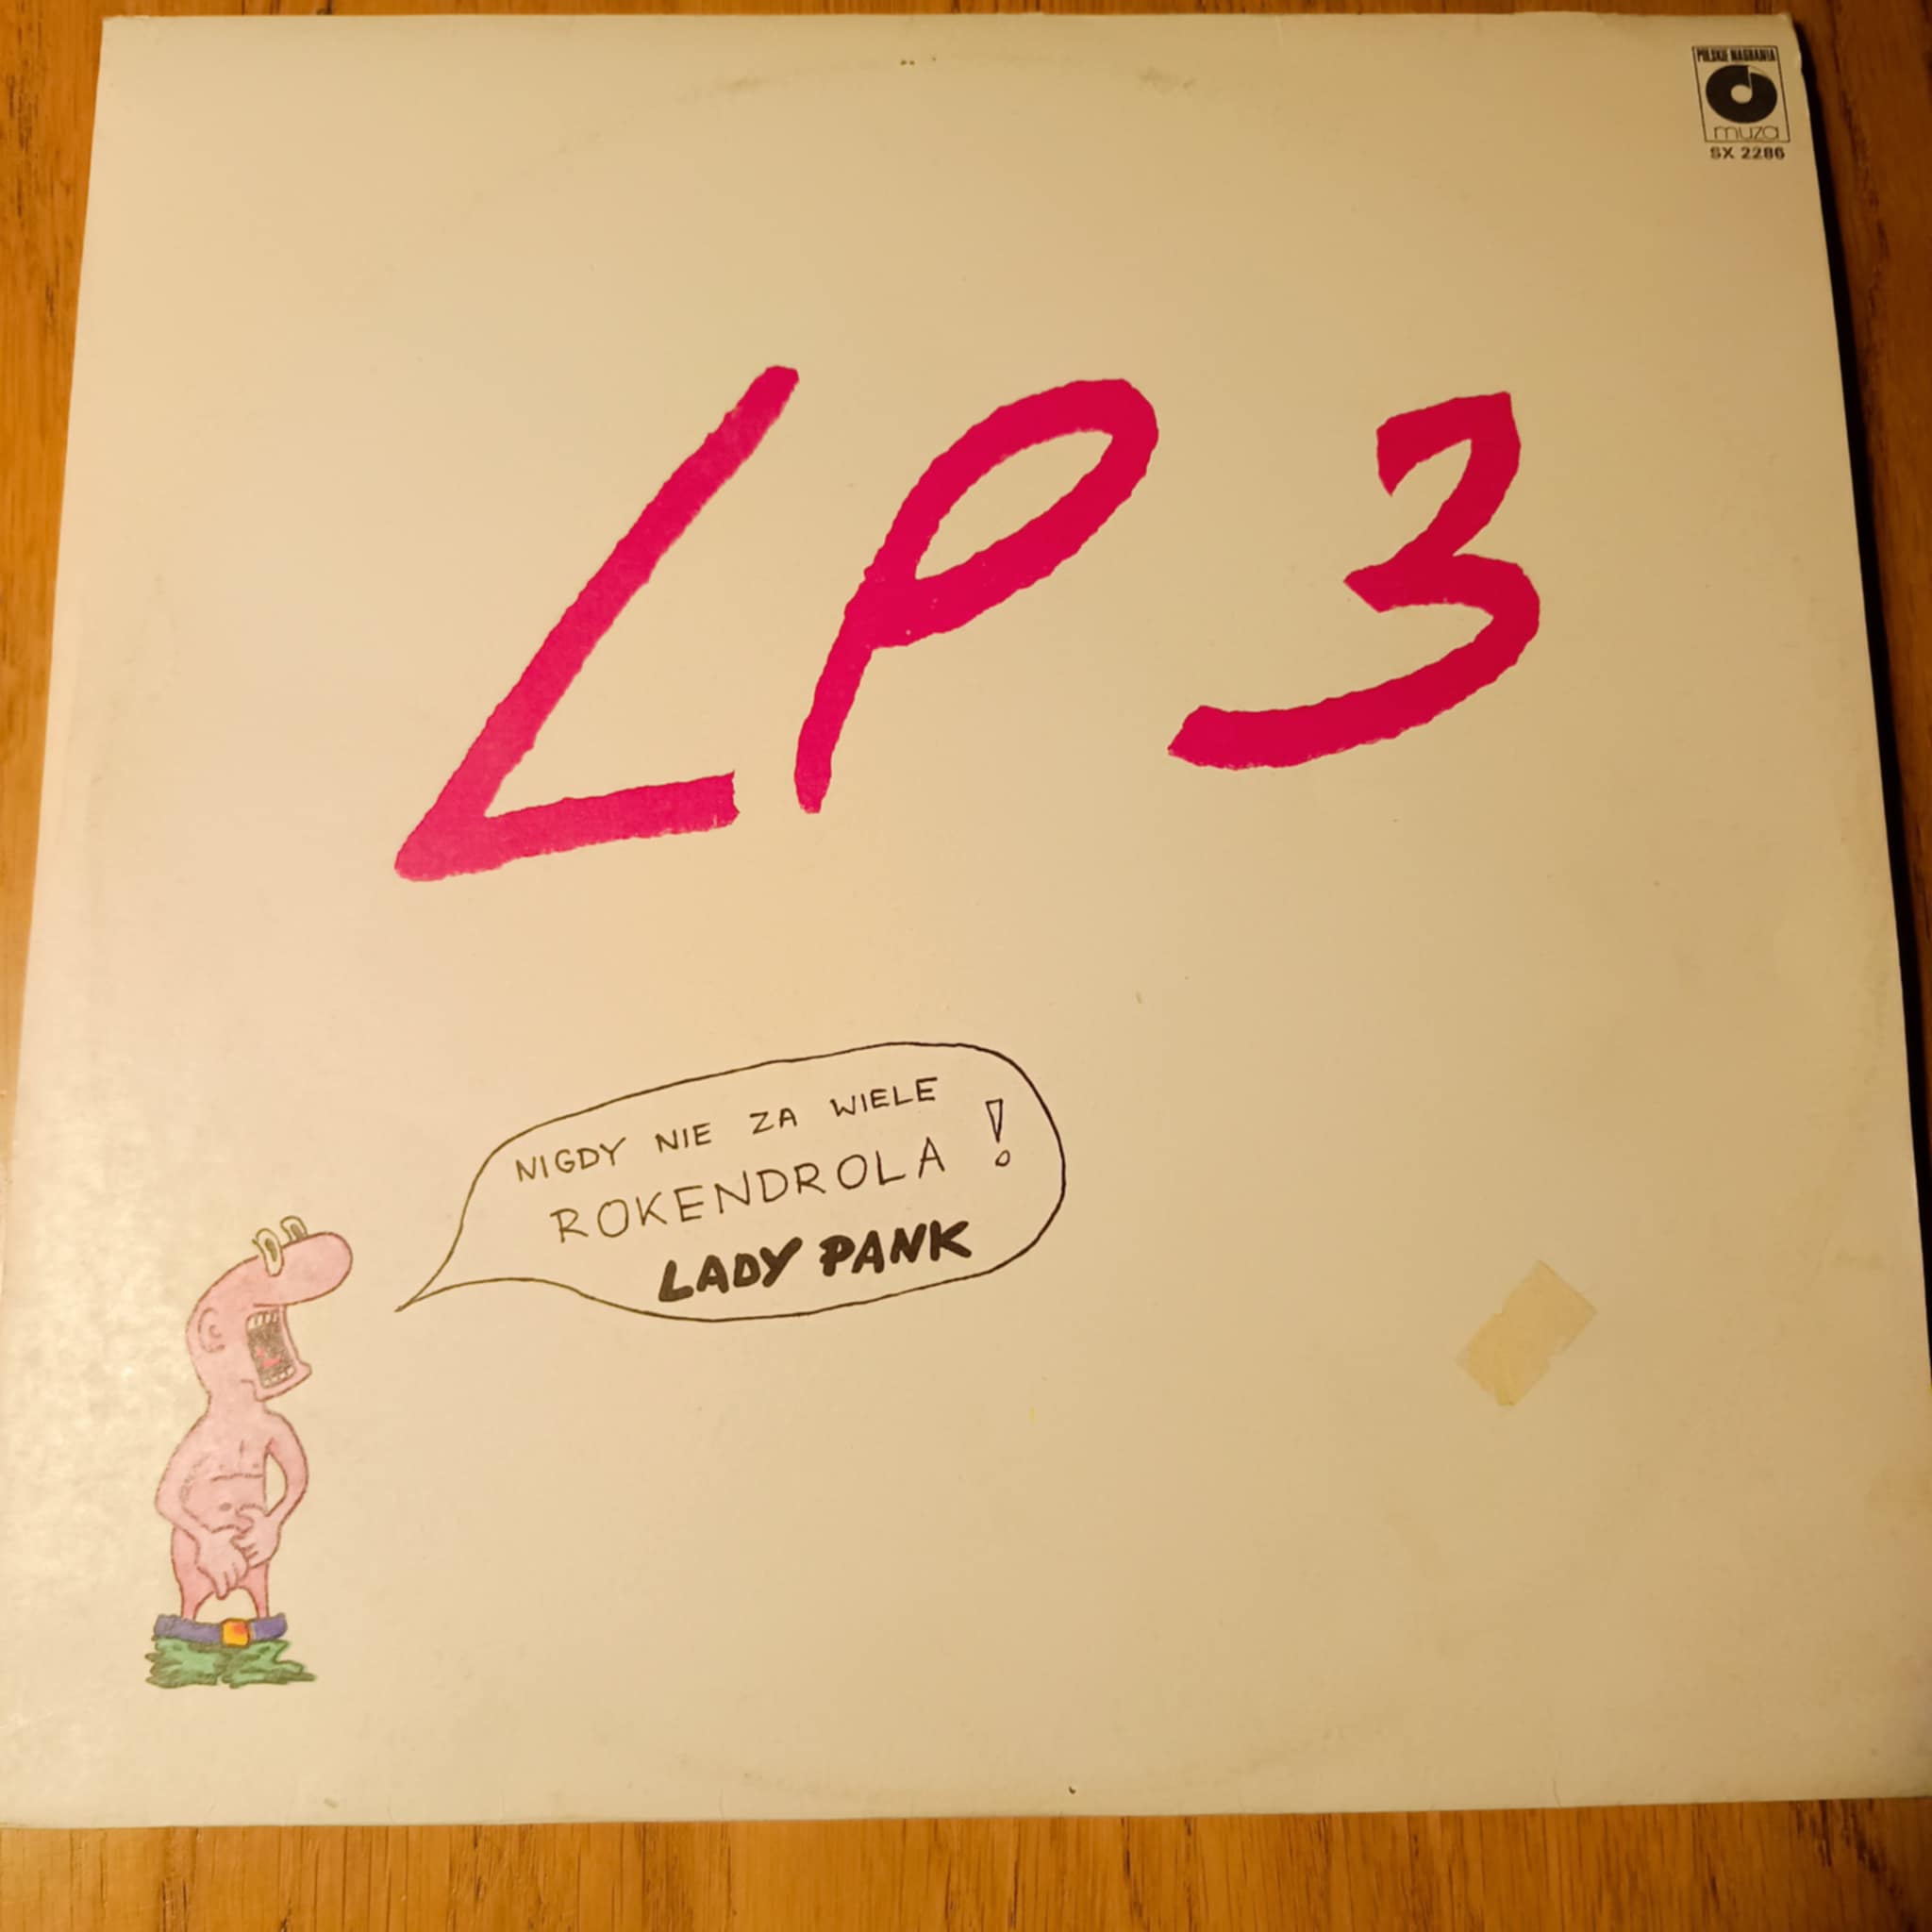 POLSKIE NAGRANIA
muza
SX 2286
LP 3
NIGDY NIE ZA WIELE
ROKENDROLA !
LADY PANK